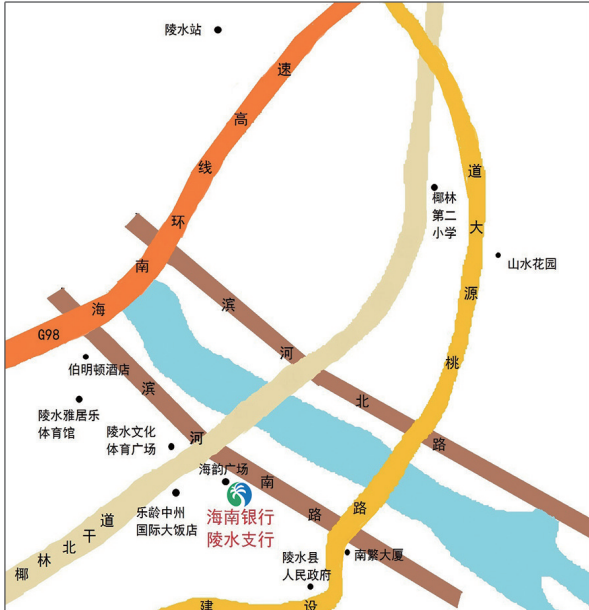 陵水站
海南环线高速
G98
椰林
第二
小学
桃源大道
山水花园
滨河北路
伯明顿酒店
滨河南路
陵水雅居乐
体育馆
陵水文化
体育广场
海韵广场
海南银行
陵水支行
乐龄中州
国际大饭店
椰林北干道
路
南繁大厦
陵水县
人民政府
建设